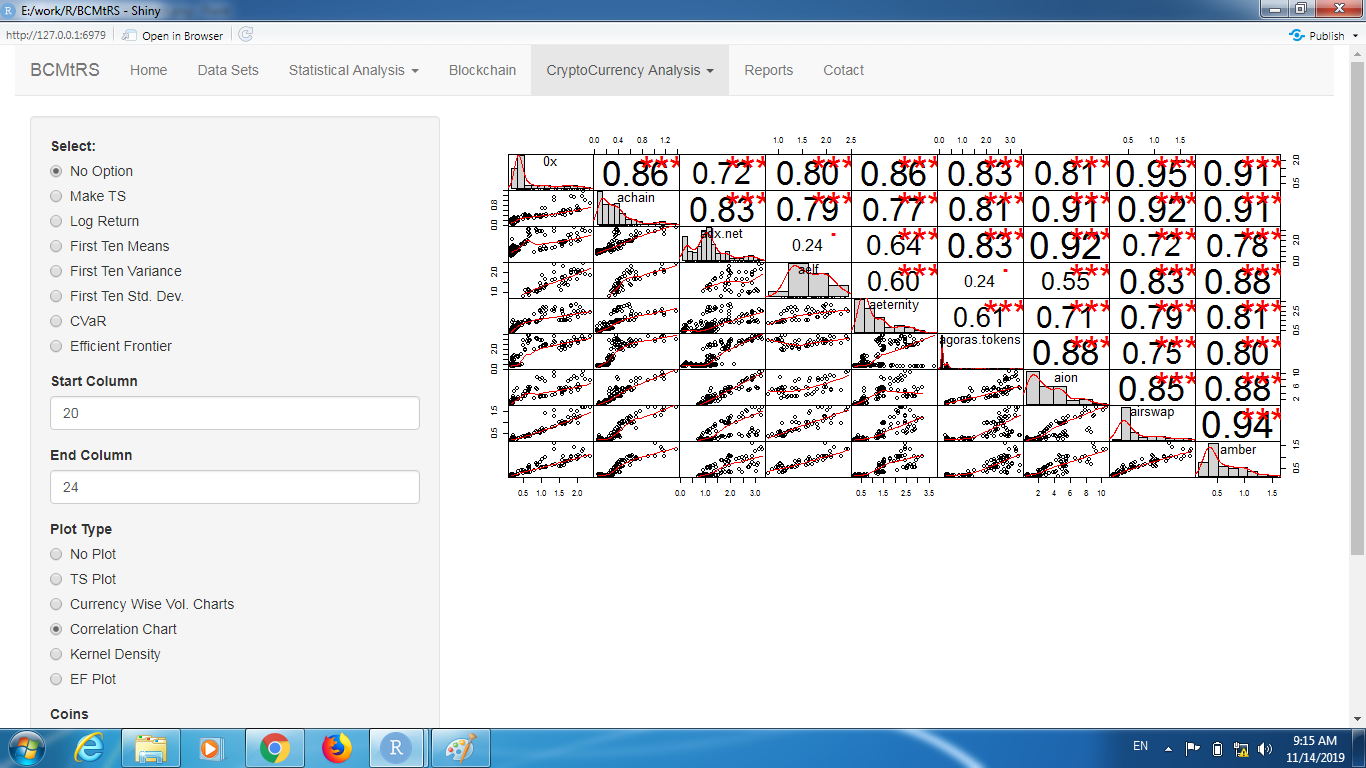 E:/work/R/BCMtRS - Shiny
http://127.0.0.1:6979 Open in Browser Publish
BCMtRS Home Data Sets Statistical Analysis Blockchain CryptoCurrency Analysis Reports Cotact
Select:
No Option
Make TS
Log Return
First Ten Means
First Ten Variance
First Ten Std. Dev.
CVaR
Efficient Frontier
Start Column
20
End Column
24
Plot Type
No Plot
TS Plot
Currency Wise Vol. Charts
Correlation Chart
Kernel Density
EF Plot
Coins
0.0 0.4 0.8 1.2 1.0 1.5 2.0 2.5 0.0 1.0 2.0 3.0 0.5 1.0 1.5
0x 0.86 *** 0.72 *** 0.80 *** 0.86 *** 0.83 *** 0.81 *** 0.95 *** 0.91 *** 0.5 2.0
0.0 0.8 achain 0.83 *** 0.79 *** 0.77 *** 0.81 *** 0.91 *** 0.92 *** 0.91 ***
adx.net 0.24 . 0.64 *** 0.83 *** 0.92 *** 0.72 *** 0.78 *** 0.0 2.0
1.0 2.0 aelf 0.60 *** 0.24 . 0.55 *** 0.83 *** 0.88 ***
aeternity 0.61 *** 0.71 *** 0.79 *** 0.81 *** 0.5 2.5
0.0 2.0 agoras.tokens 0.88 *** 0.75 *** 0.80 ***
aion 0.85 *** 0.88 *** 2 6 10
0.5 1.5 airswap 0.94 ***
amber 0.5 1.5
0.5 1.0 1.5 2.0 0.0 1.0 2.0 3.0 0.5 1.5 2.5 3.5 2 4 6 8 10 0.5 1.0 1.5
EN 9:15 AM
11/14/2019